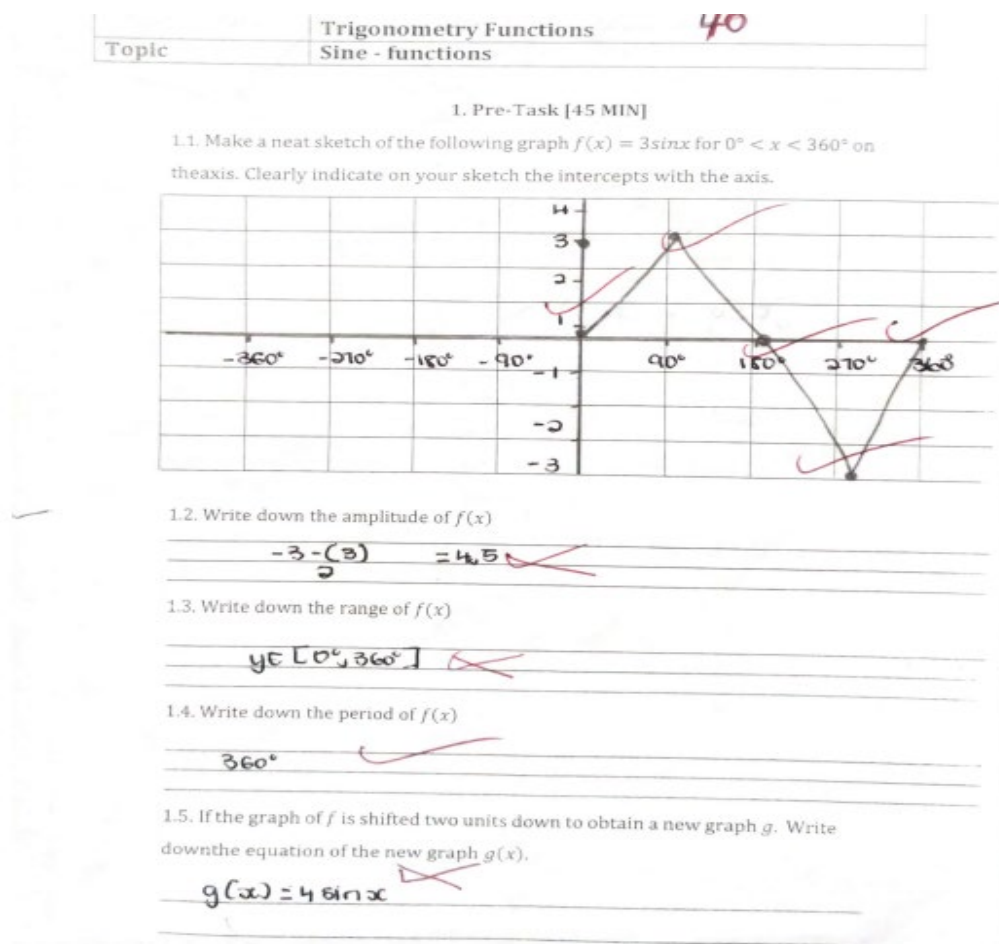 Trigonometry Functions 40
Topic Sine - functions
1. Pre-Task [45 MIN]
1.1. Make a neat sketch of the following graph f(x) = 3sinx for 0° < x < 360° on
theaxis. Clearly indicate on your sketch the intercepts with the axis.
4
3
2
1
-360° -270° -180° -90° 90° 180° 270° 360°
-1
-2
-3
1.2. Write down the amplitude of f(x)
-3-(3) = 4,5
2
1.3. Write down the range of f(x)
yε [0°, 360°]
1.4. Write down the period of f(x)
360°
1.5. If the graph of f is shifted two units down to obtain a new graph g. Write
downthe equation of the new graph g(x).
g(x) = 4 sinx